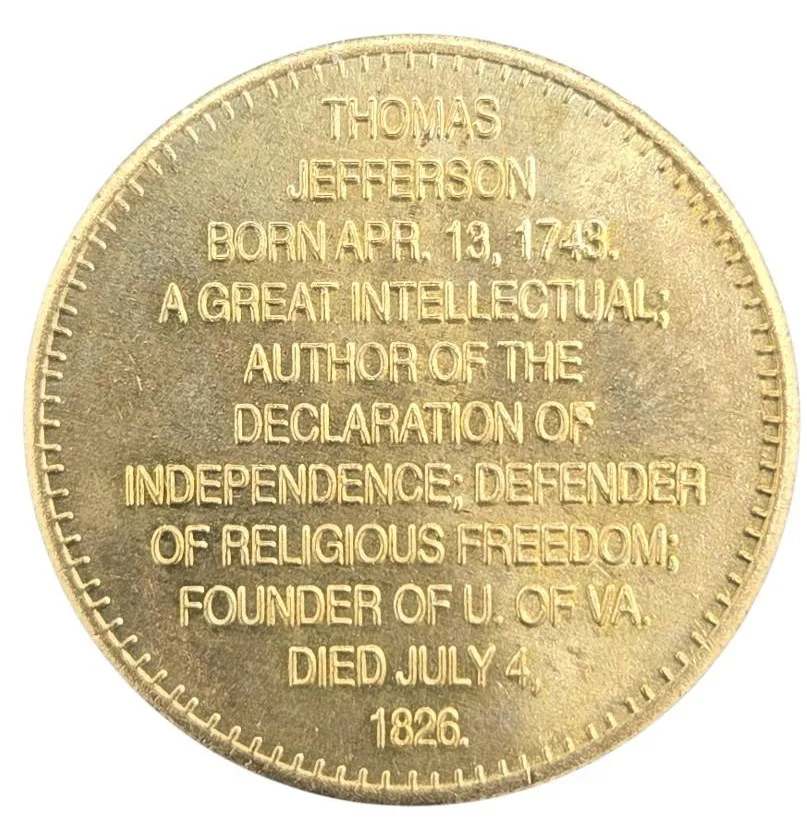 THOMAS
JEFFERSON
BORN APR. 13, 1743.
A GREAT INTELLECTUAL;
AUTHOR OF THE
DECLARATION OF
INDEPENDENCE; DEFENDER
OF RELIGIOUS FREEDOM;
FOUNDER OF U. OF VA.
DIED JULY 4,
1826.